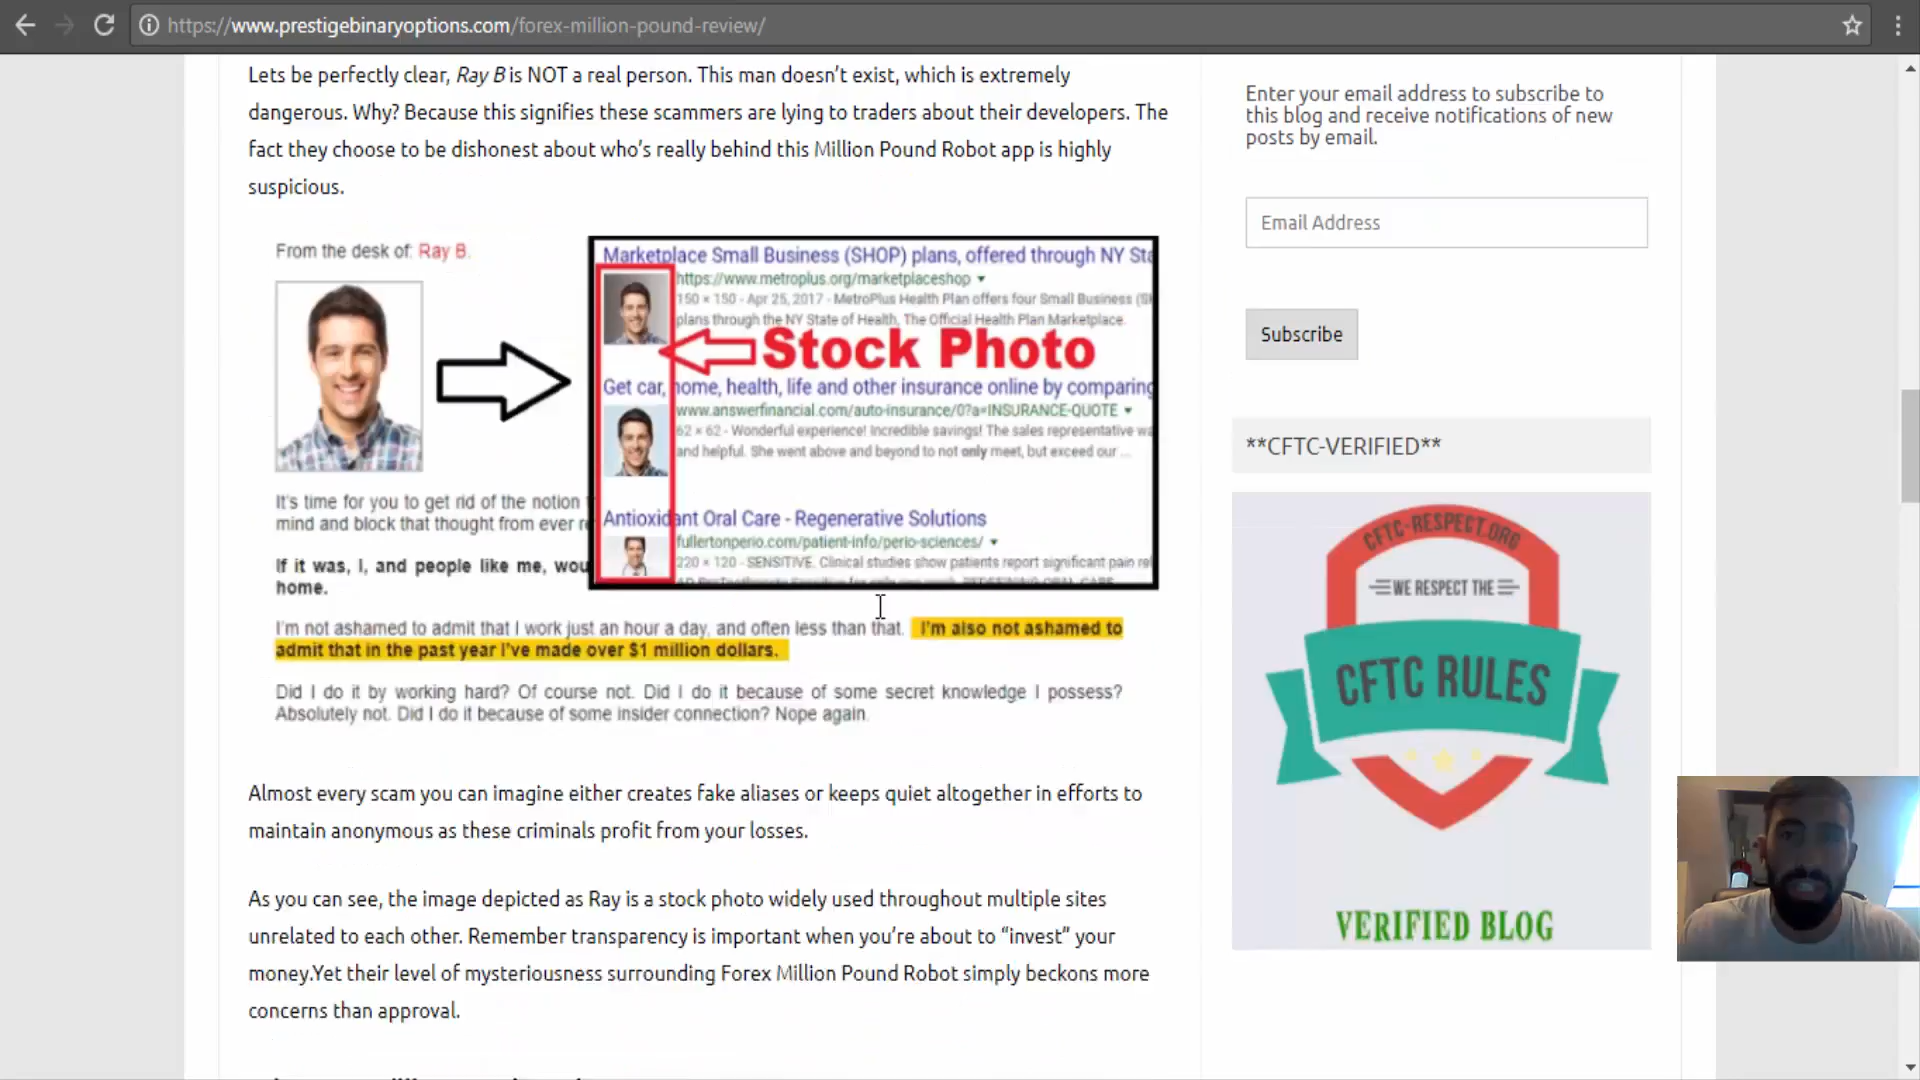 https://www.prestigebinaryoptions.com/forex-million-pound-review/
Lets be perfectly clear, Ray B is NOT a real person. This man doesn’t exist, which is extremely
dangerous. Why? Because this signifies these scammers are lying to traders about their developers. The
fact they choose to be dishonest about who’s really behind this Million Pound Robot app is highly
suspicious.
From the desk of: Ray B.
Marketplace Small Business (SHOP) plans, offered through NY Sta
https://www.metroplus.org/marketplaceshop
150 × 150 - Apr 25, 2017 - MetroPlus Health Plan offers four Small Business (SH
plans through the NY State of Health, The Official Health Plan Marketplace.
Stock Photo
Get car, home, health, life and other insurance online by comparing
www.answerfinancial.com/auto-insurance/0?a=INSURANCE-QUOTE
62 × 62 - Wonderful experience! Incredible savings! The sales representative wa
and helpful. She went above and beyond to not only meet, but exceed our ...
Antioxidant Oral Care - Regenerative Solutions
fullertonperio.com/patient-info/perio-sciences/
220 × 120 - SENSITIVE. Clinical studies show patients report significant pain rel
It's time for you to get rid of the notion
mind and block that thought from ever
If it was, I, and people like me, wou
home.
I'm not ashamed to admit that I work just an hour a day, and often less than that. I'm also not ashamed to
admit that in the past year I've made over $1 million dollars.
Did I do it by working hard? Of course not. Did I do it because of some secret knowledge I possess?
Absolutely not. Did I do it because of some insider connection? Nope again.
Almost every scam you can imagine either creates fake aliases or keeps quiet altogether in efforts to
maintain anonymous as these criminals profit from your losses.
As you can see, the image depicted as Ray is a stock photo widely used throughout multiple sites
unrelated to each other. Remember transparency is important when you’re about to “invest” your
money.Yet their level of mysteriousness surrounding Forex Million Pound Robot simply beckons more
concerns than approval.
Enter your email address to subscribe to
this blog and receive notifications of new
posts by email.
Email Address
Subscribe
**CFTC-VERIFIED**
CFTC-RESPECT.ORG
WE RESPECT THE
CFTC RULES
VERIFIED BLOG